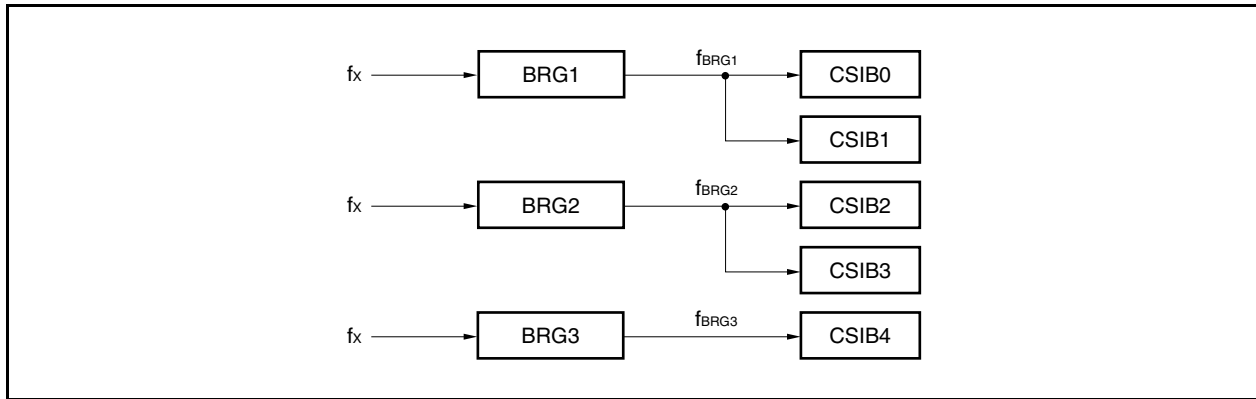 fX BRG1 fBRG1 CSIB0
CSIB1
fX BRG2 fBRG2 CSIB2
CSIB3
fX BRG3 fBRG3 CSIB4